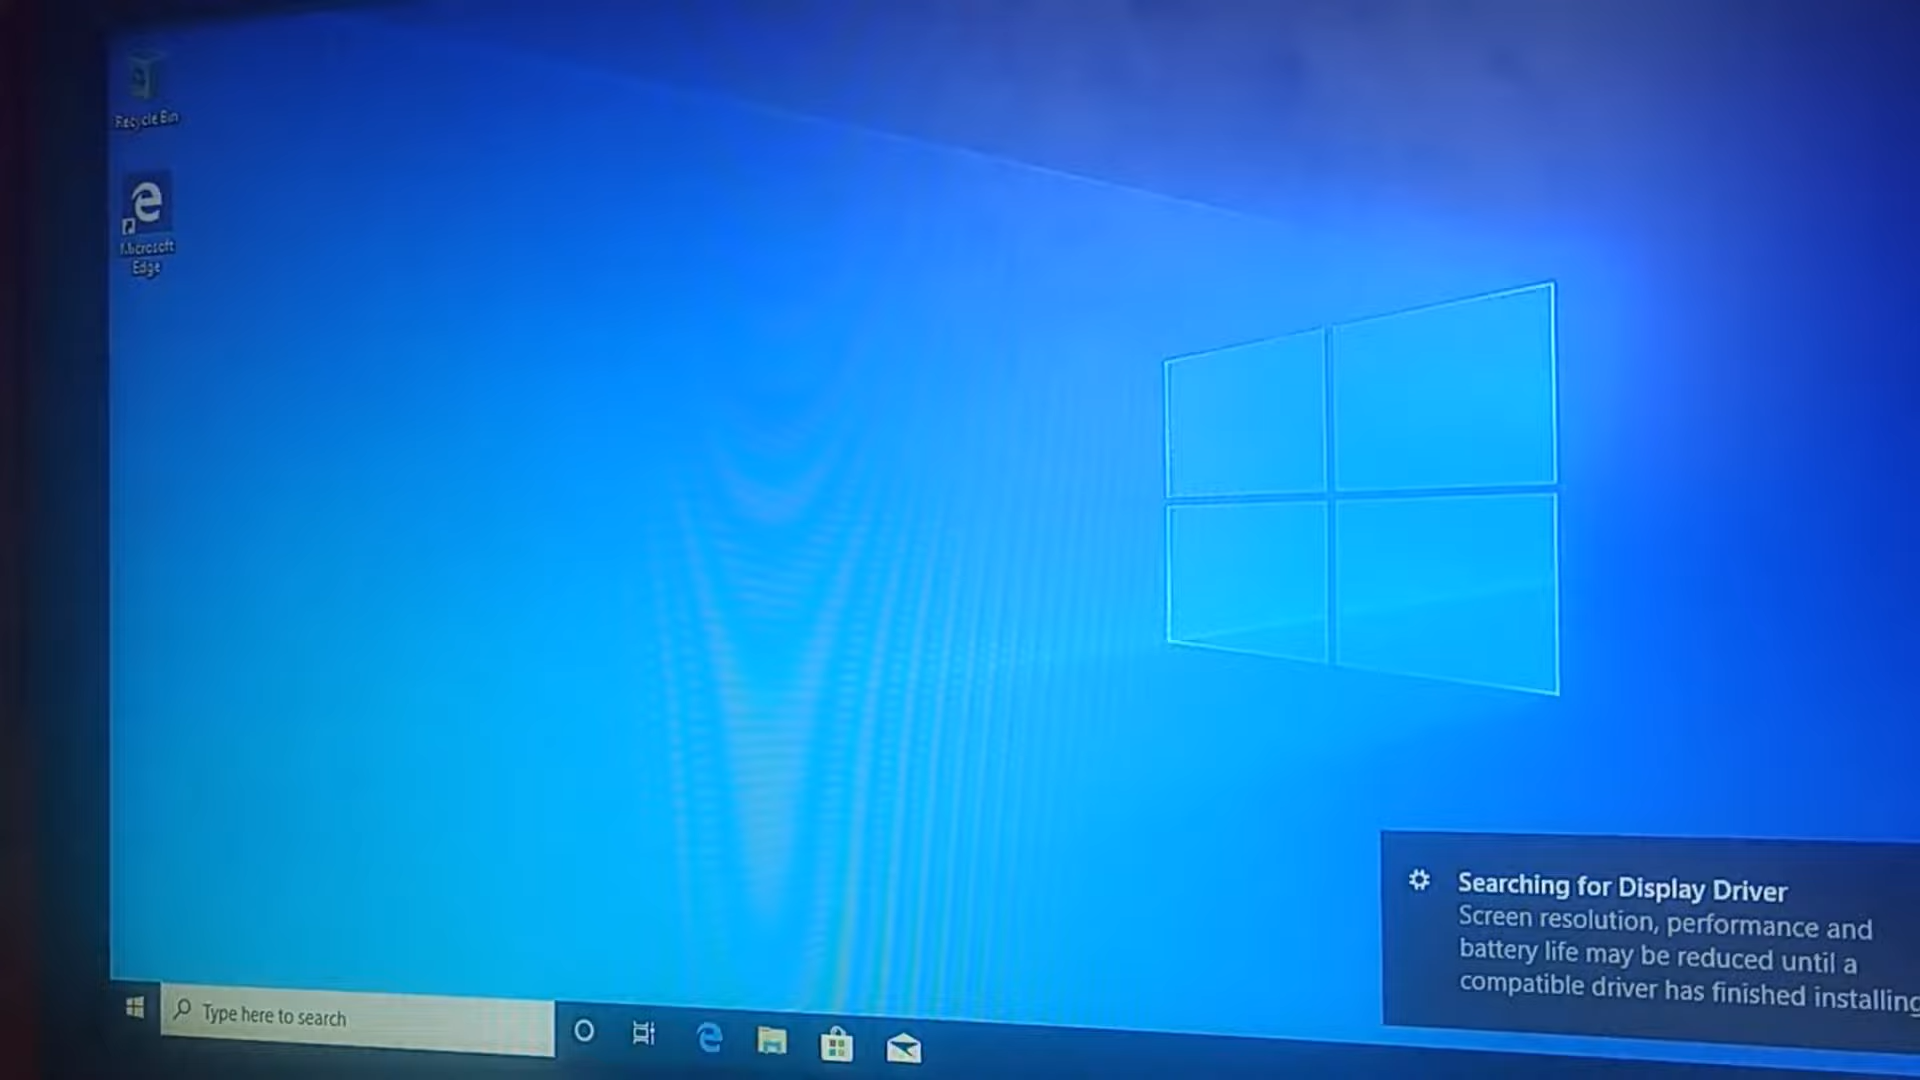 Recycle Bin
Microsoft
Edge
Searching for Display Driver
Screen resolution, performance and
battery life may be reduced until a
compatible driver has finished installing
Type here to search